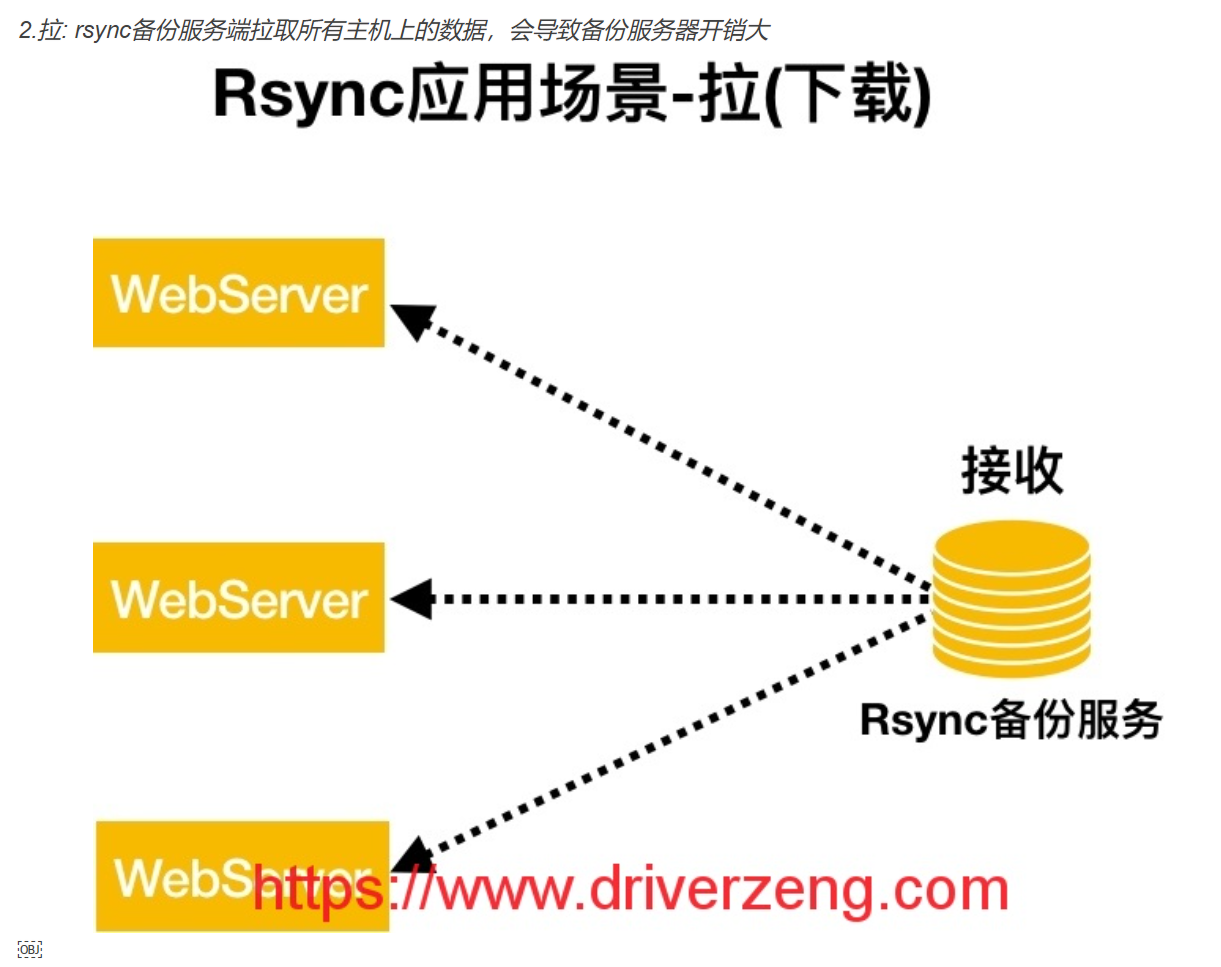 2.拉: rsync备份服务端拉取所有主机上的数据，会导致备份服务器开销大
Rsync应用场景-拉(下载)
WebServer
接收
WebServer
Rsync备份服务
WebServer
https://www.driverzeng.com
OBJ